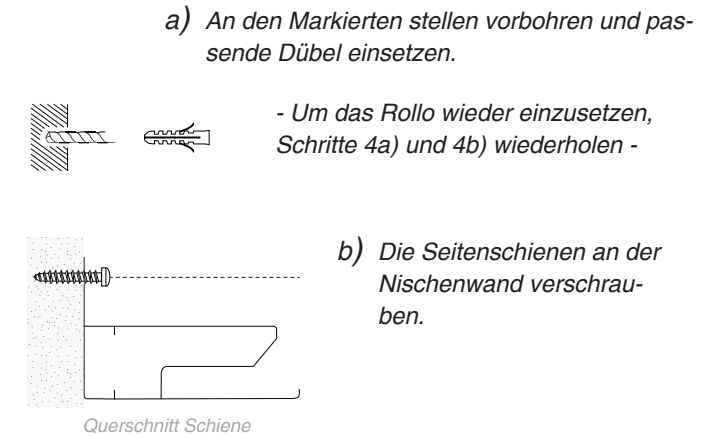 a) An den Markierten stellen vorbohren und pas-
sende Dübel einsetzen.
- Um das Rollo wieder einzusetzen,
Schritte 4a) und 4b) wiederholen -
b) Die Seitenschienen an der
Nischenwand verschrau-
ben.
Querschnitt Schiene